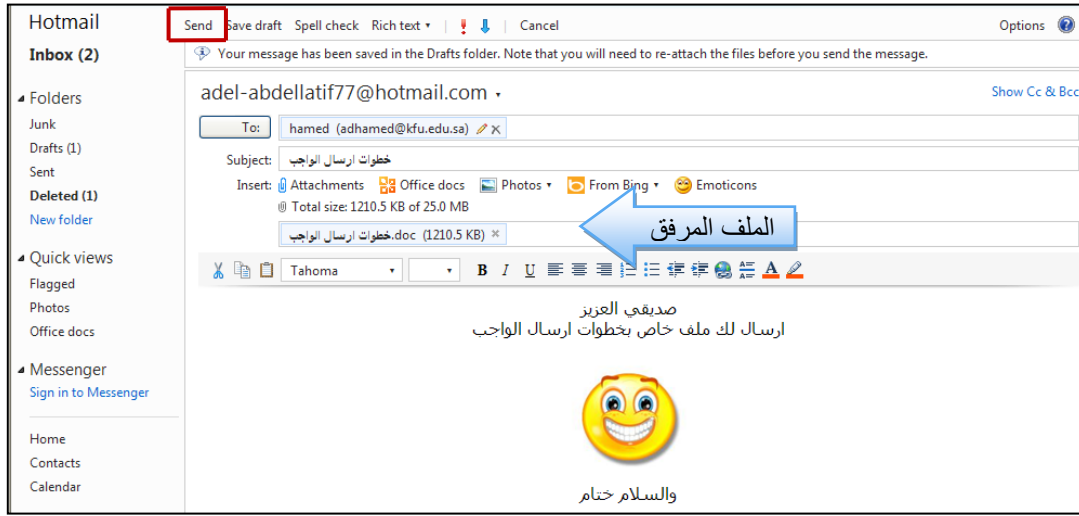 Hotmail
Inbox (2)
Folders
Junk
Drafts (1)
Sent
Deleted (1)
New folder
Quick views
Flagged
Photos
Office docs
Messenger
Sign in to Messenger
Home
Contacts
Calendar
Send Save draft Spell check Rich text Cancel Options
Your message has been saved in the Drafts folder. Note that you will need to re-attach the files before you send the message.
adel-abdellatif77@hotmail.com Show Cc & Bcc
To: hamed (adhamed@kfu.edu.sa)
Subject: خطوات ارسال الواجب
Insert: Attachments Office docs Photos From Bing Emoticons
Total size: 1210.5 KB of 25.0 MB
خطوات ارسال الواجب.doc (1210.5 KB)
الملف المرفق
Tahoma B I U A
صديقي العزيز
ارسال لك ملف خاص بخطوات ارسال الواجب
والسلام ختام